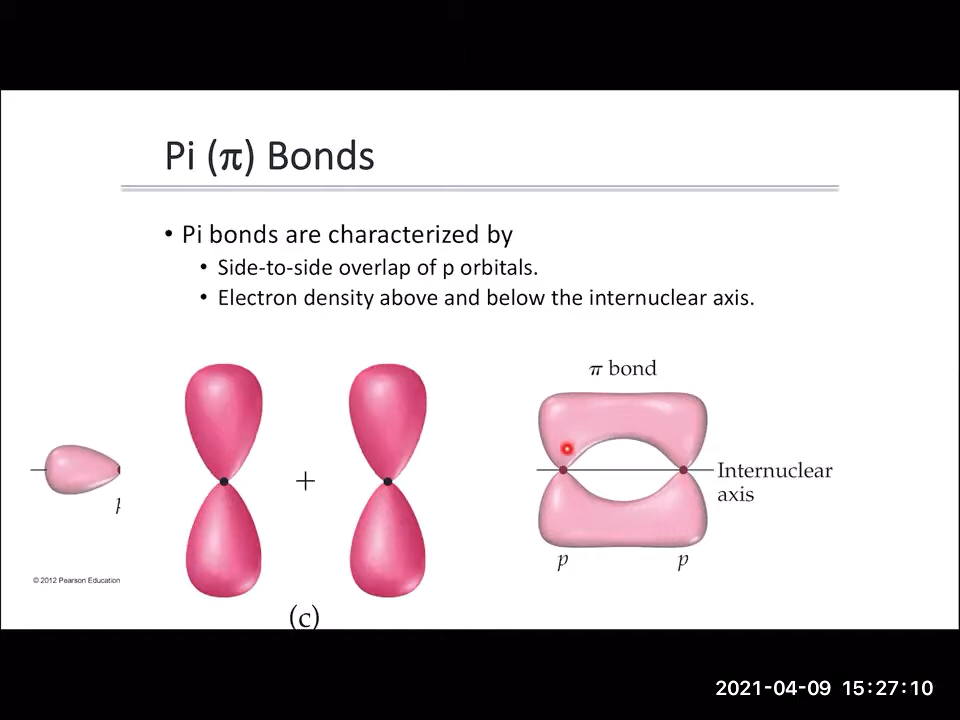 Pi (π) Bonds
• Pi bonds are characterized by
• Side-to-side overlap of p orbitals.
• Electron density above and below the internuclear axis.
π bond
+
Internuclear
axis
p p
© 2012 Pearson Education
(c)
2021-04-09 15:27:10